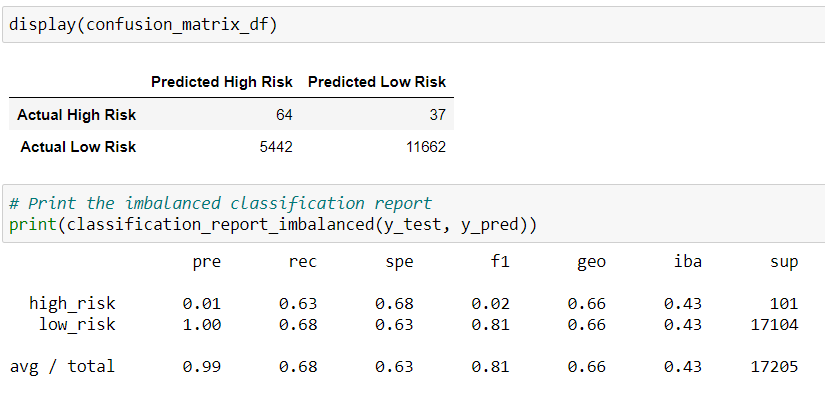 display(confusion_matrix_df)
Predicted High Risk Predicted Low Risk
Actual High Risk 64 37
Actual Low Risk 5442 11662
# Print the imbalanced classification report
print(classification_report_imbalanced(y_test, y_pred))
pre rec spe f1 geo iba sup
high_risk 0.01 0.63 0.68 0.02 0.66 0.43 101
low_risk 1.00 0.68 0.63 0.81 0.66 0.43 17104
avg / total 0.99 0.68 0.63 0.81 0.66 0.43 17205